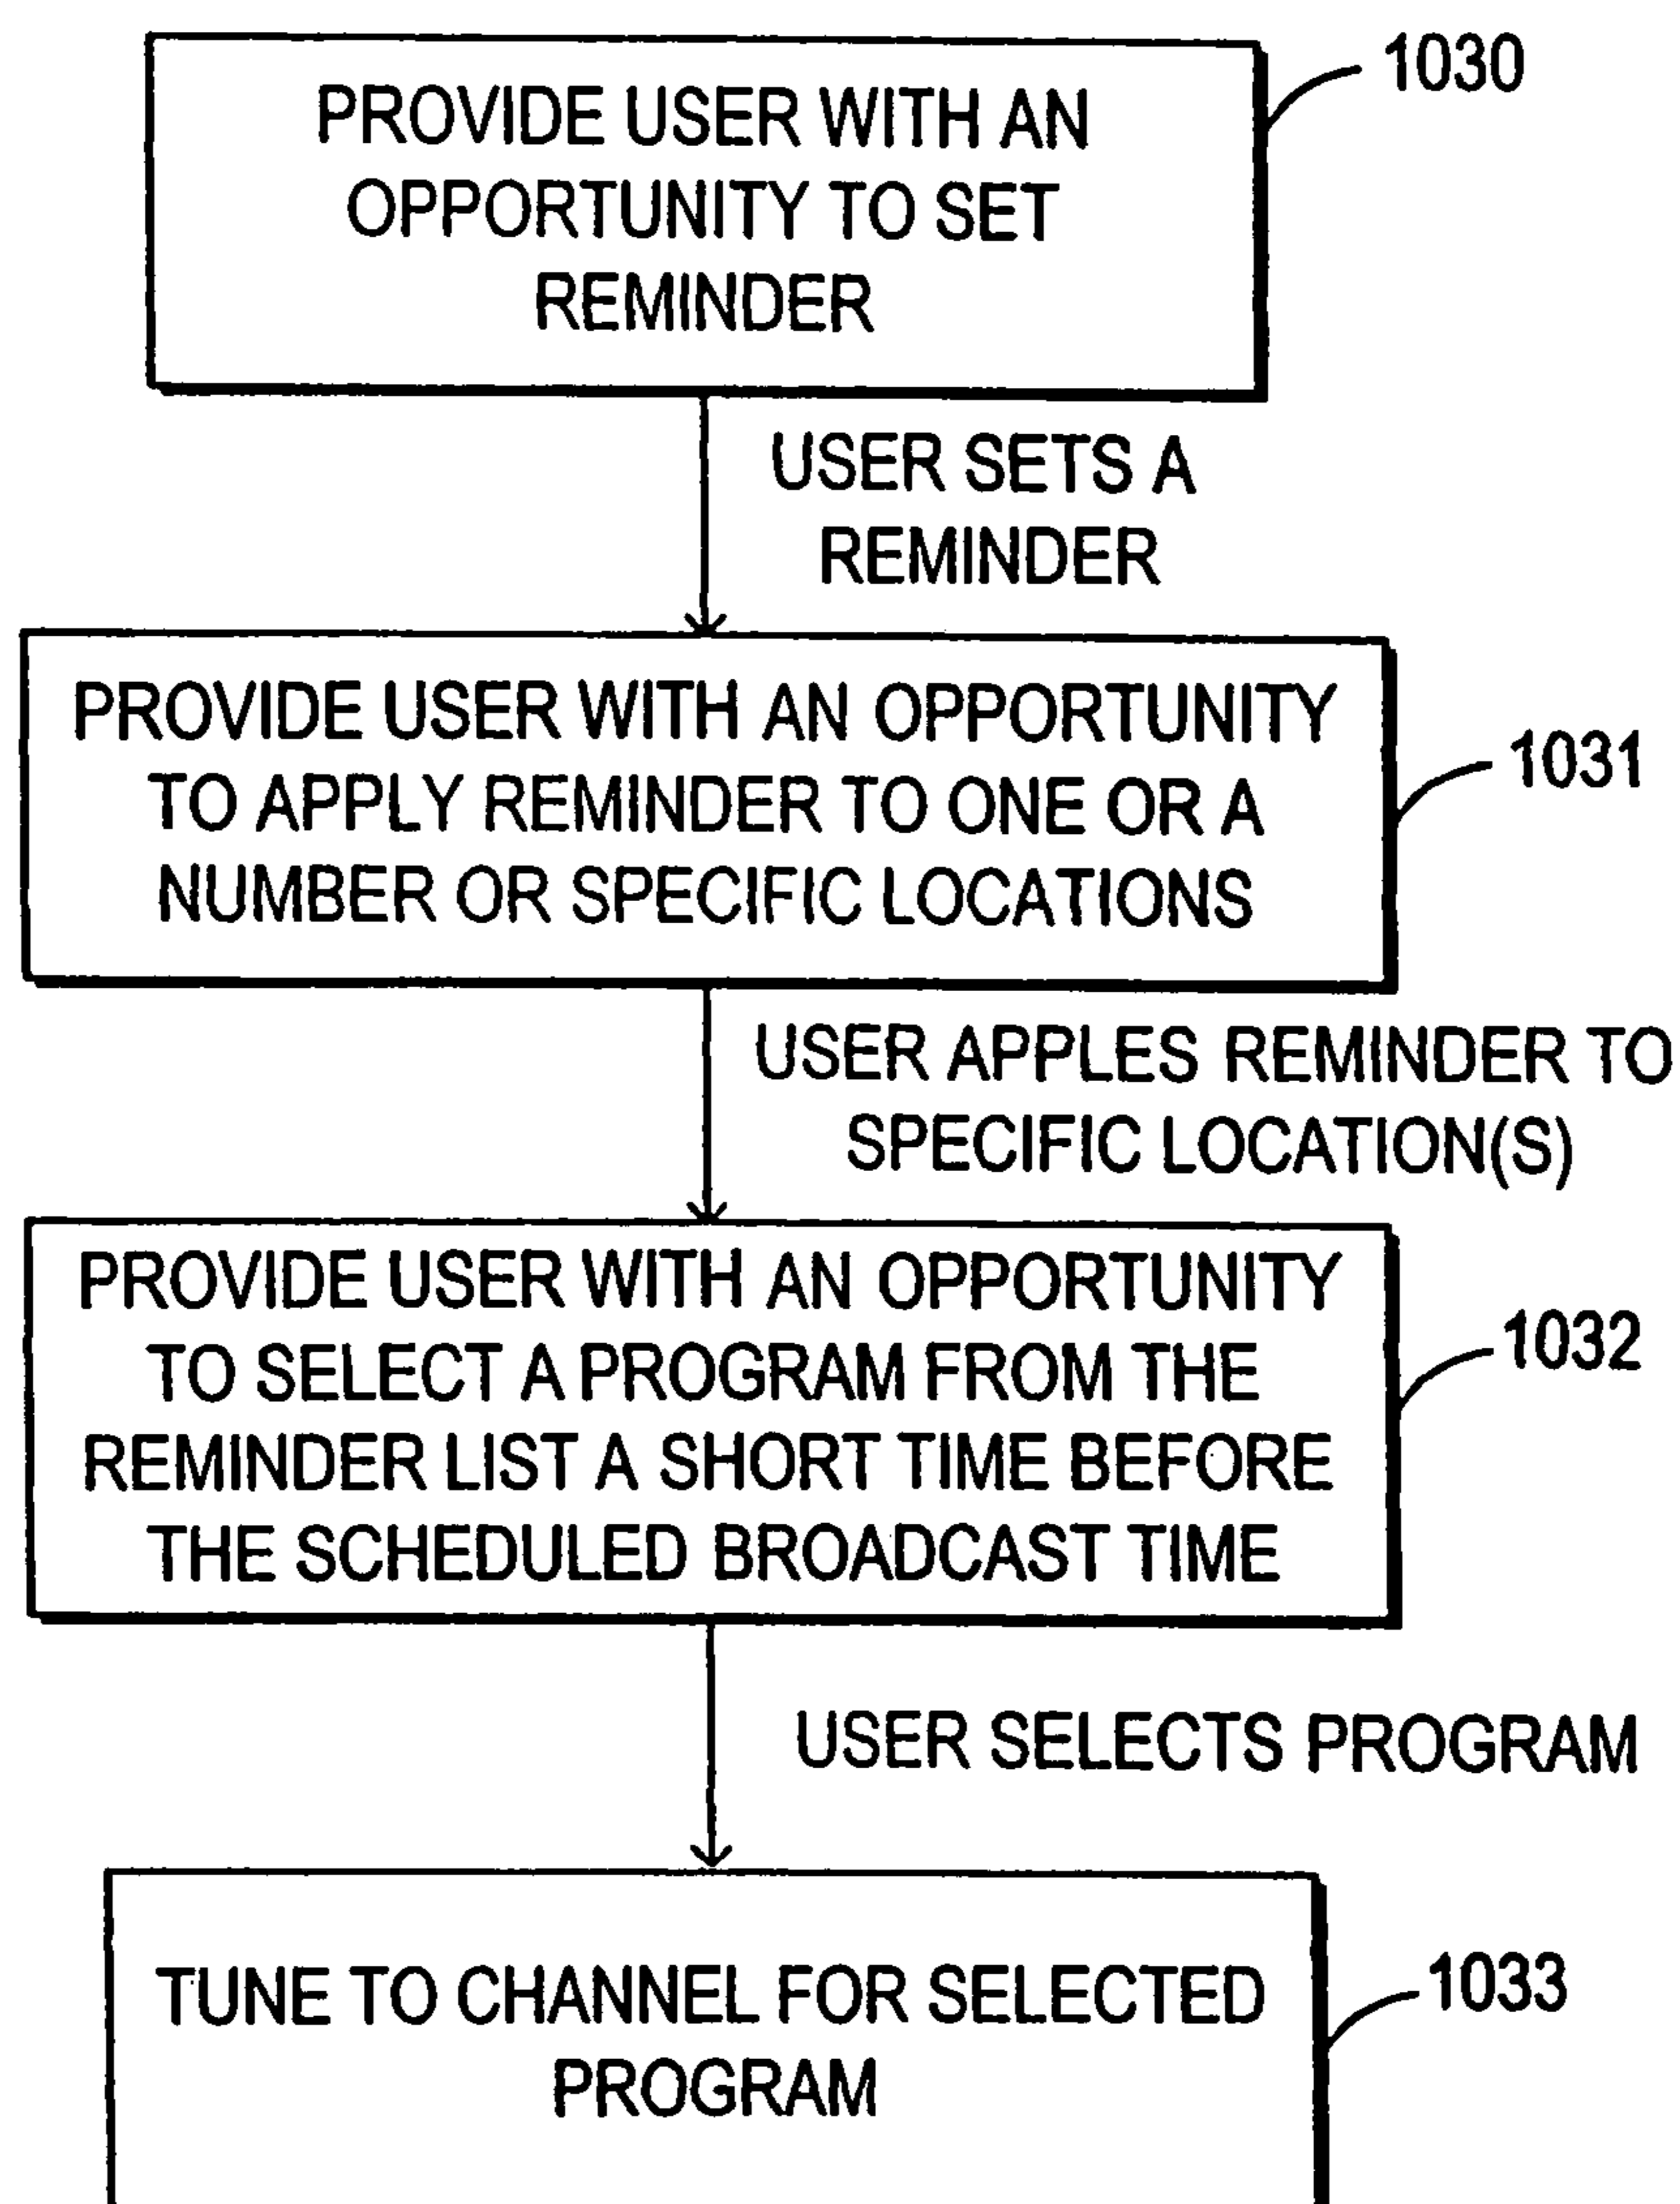 PROVIDE USER WITH AN
OPPORTUNITY TO SET
REMINDER
1030
USER SETS A
REMINDER
PROVIDE USER WITH AN OPPORTUNITY
TO APPLY REMINDER TO ONE OR A
NUMBER OR SPECIFIC LOCATIONS
1031
USER APPLES REMINDER TO
SPECIFIC LOCATION(S)
PROVIDE USER WITH AN OPPORTUNITY
TO SELECT A PROGRAM FROM THE
REMINDER LIST A SHORT TIME BEFORE
THE SCHEDULED BROADCAST TIME
1032
USER SELECTS PROGRAM
TUNE TO CHANNEL FOR SELECTED
PROGRAM
1033